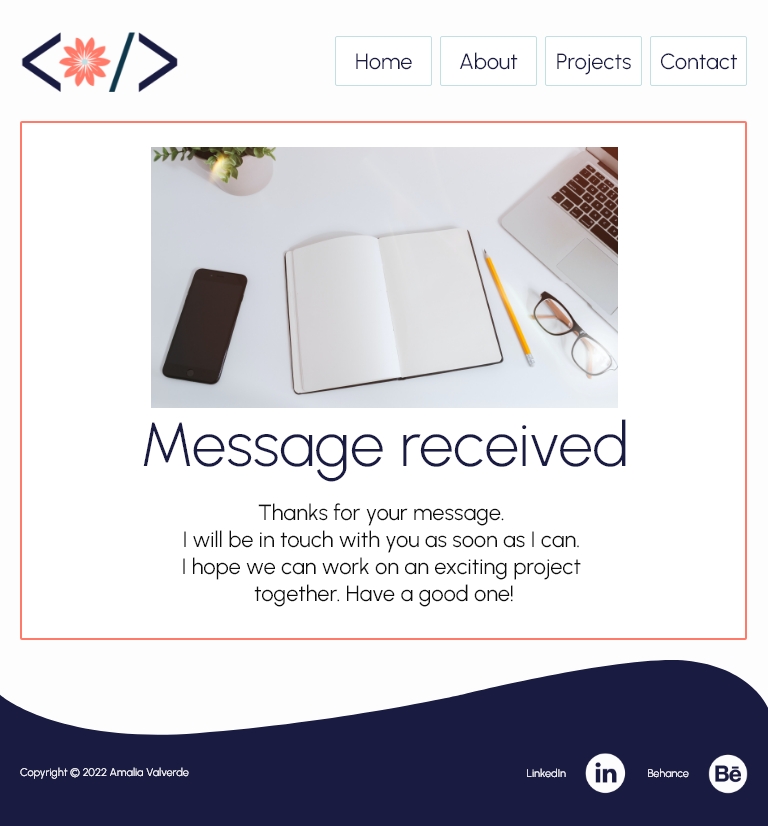 Home
About
Projects
Contact
Message received
Thanks for your message.
I will be in touch with you as soon as I can.
I hope we can work on an exciting project
together. Have a good one!
Copyright © 2022 Amalia Valverde
LinkedIn
in
Behance
Bē